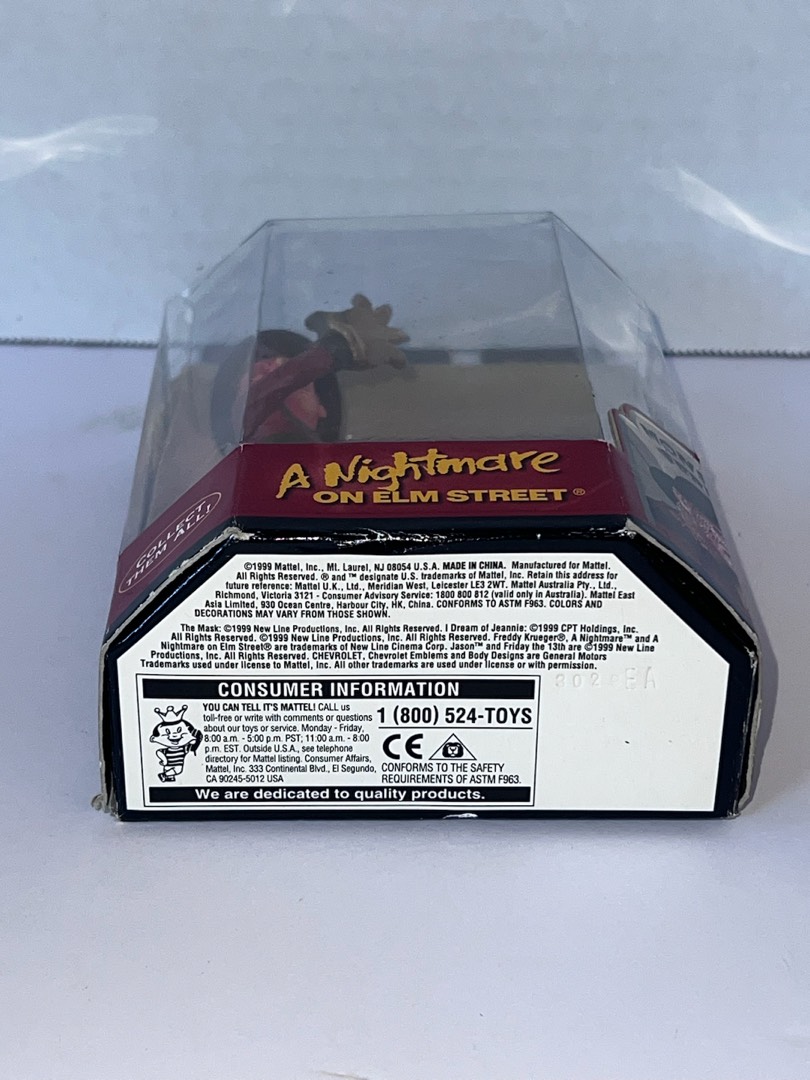 A Nightmare
ON ELM STREET®
COLLECT
THEM ALL!
©1999 Mattel, Inc., Mt. Laurel, NJ 08054 U.S.A. MADE IN CHINA. Manufactured for Mattel.
All Rights Reserved. ® and ™ designate U.S. trademarks of Mattel, Inc. Retain this address for
future reference: Mattel U.K., Ltd., Meridian West, Leicester LE3 2WT. Mattel Australia Pty., Ltd.,
Richmond, Victoria 3121 - Consumer Advisory Service: 1800 800 812 (valid only in Australia). Mattel East
Asia Limited, 930 Ocean Centre, Harbour City, HK, China. CONFORMS TO ASTM F963. COLORS AND
DECORATIONS MAY VARY FROM THOSE SHOWN.
The Mask: ©1999 New Line Productions, Inc. All Rights Reserved. I Dream of Jeannie: ©1999 CPT Holdings, Inc.
All Rights Reserved. ©1999 New Line Productions, Inc. All Rights Reserved. Freddy Krueger®, A Nightmare™ and A
Nightmare on Elm Street® are trademarks of New Line Cinema Corp. Jason™ and Friday the 13th are ©1999 New Line
Productions, Inc. All Rights Reserved. CHEVROLET, Chevrolet Emblems and Body Designs are General Motors
Trademarks used under license to Mattel, Inc. All other trademarks are used under license or with permission.
CONSUMER INFORMATION
YOU CAN TELL IT'S MATTEL! CALL us
toll-free or write with comments or questions
about our toys or service. Monday - Friday,
8:00 a.m. - 5:00 p.m. PST; 11:00 a.m. - 8:00
p.m. EST. Outside U.S.A., see telephone
directory for Mattel listing. Consumer Affairs,
Mattel, Inc. 333 Continental Blvd., El Segundo,
CA 90245-5012 USA
1 (800) 524-TOYS
CE
CONFORMS TO THE SAFETY
REQUIREMENTS OF ASTM F963.
We are dedicated to quality products.